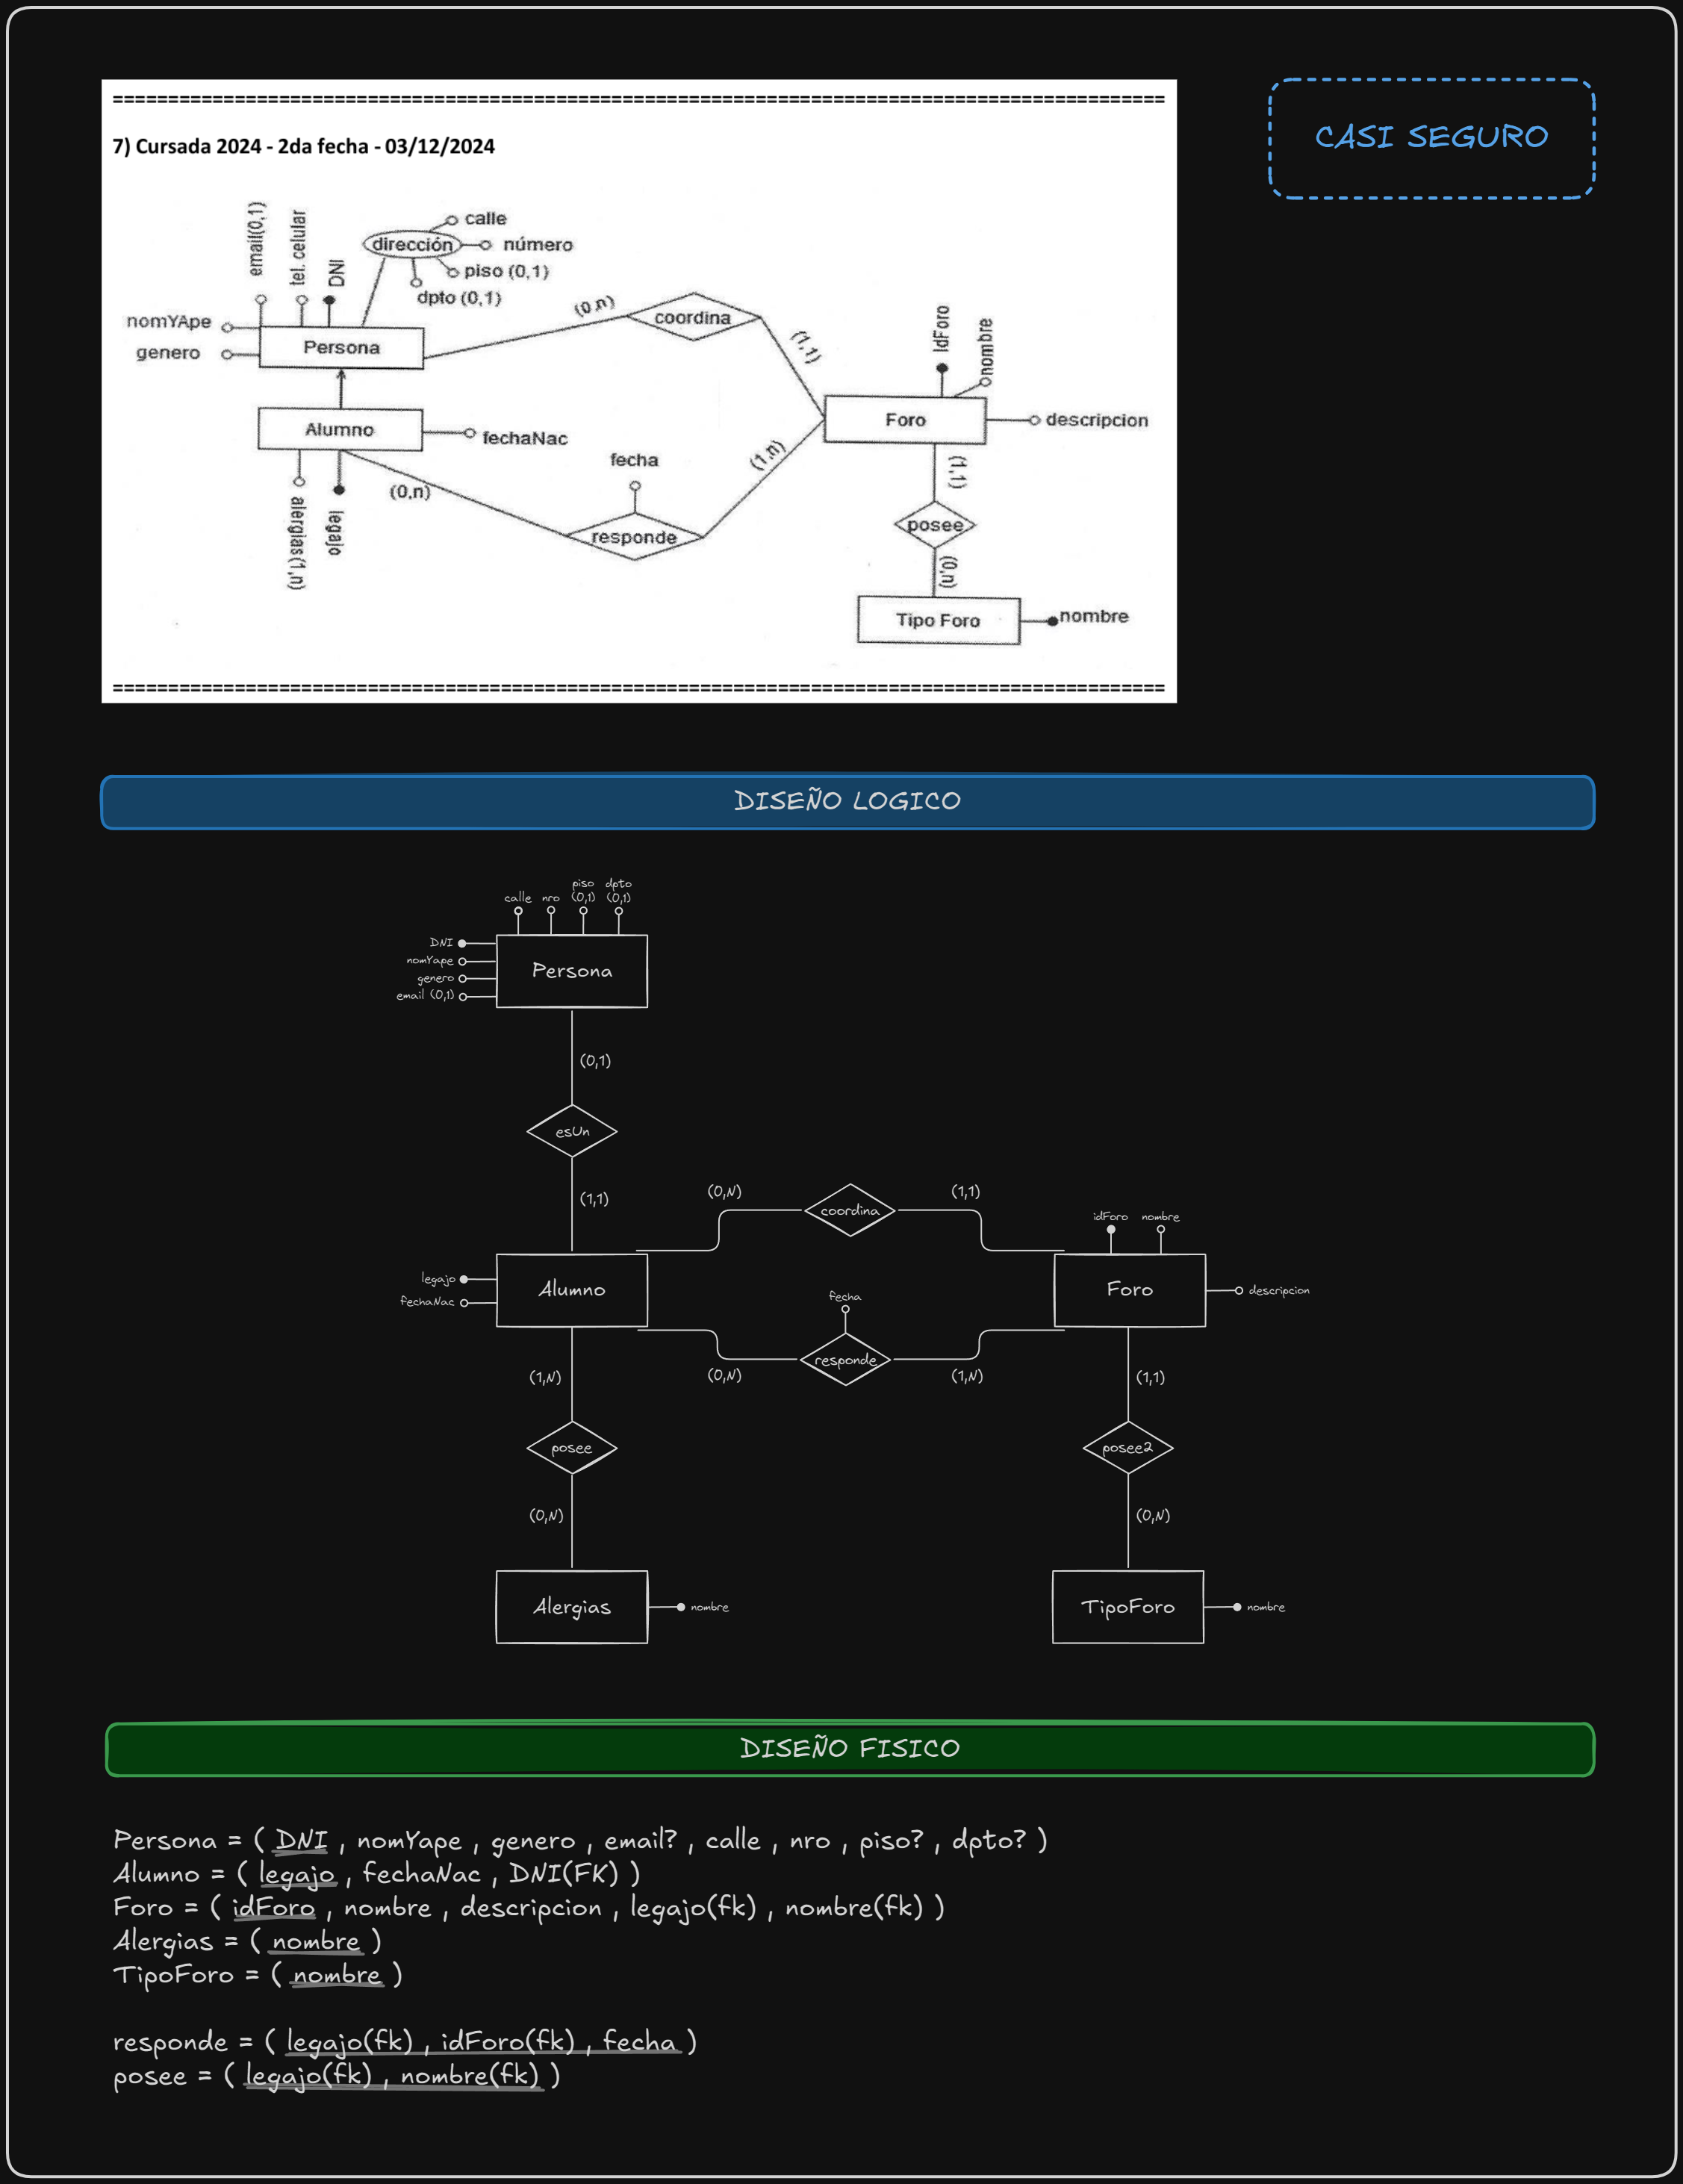 ================================================================================
7) Cursada 2024 - 2da fecha - 03/12/2024
CASI SEGURO
email(0,1)
tel. celular
DNI
dirección
calle
número
piso (0,1)
dpto (0,1)
nomYApe
genero
Persona
(0,n)
coordina
(1,1)
IdForo
nombre
Alumno
fechaNac
Foro
descripcion
alergias(1,n)
legajo
(0,n)
fecha
responde
(1,n)
(1,1)
posee
(0,n)
Tipo Foro
nombre
================================================================================
DISEÑO LOGICO
calle
nro
piso
(0,1)
dpto
(0,1)
DNI
nomYape
genero
email (0,1)
Persona
(0,1)
esUn
(1,1)
(0,N)
coordina
(1,1)
idForo
nombre
legajo
fechaNac
Alumno
Foro
descripcion
fecha
responde
(0,N)
(1,N)
(1,N)
(1,1)
posee
posee2
(0,N)
(0,N)
Alergias
nombre
TipoForo
nombre
DISEÑO FISICO
Persona = ( DNI , nomYape , genero , email? , calle , nro , piso? , dpto? )
Alumno = ( legajo , fechaNac , DNI(FK) )
Foro = ( idForo , nombre , descripcion , legajo(fk) , nombre(fk) )
Alergias = ( nombre )
TipoForo = ( nombre )
responde = ( legajo(fk) , idForo(fk) , fecha )
posee = ( legajo(fk) , nombre(fk) )